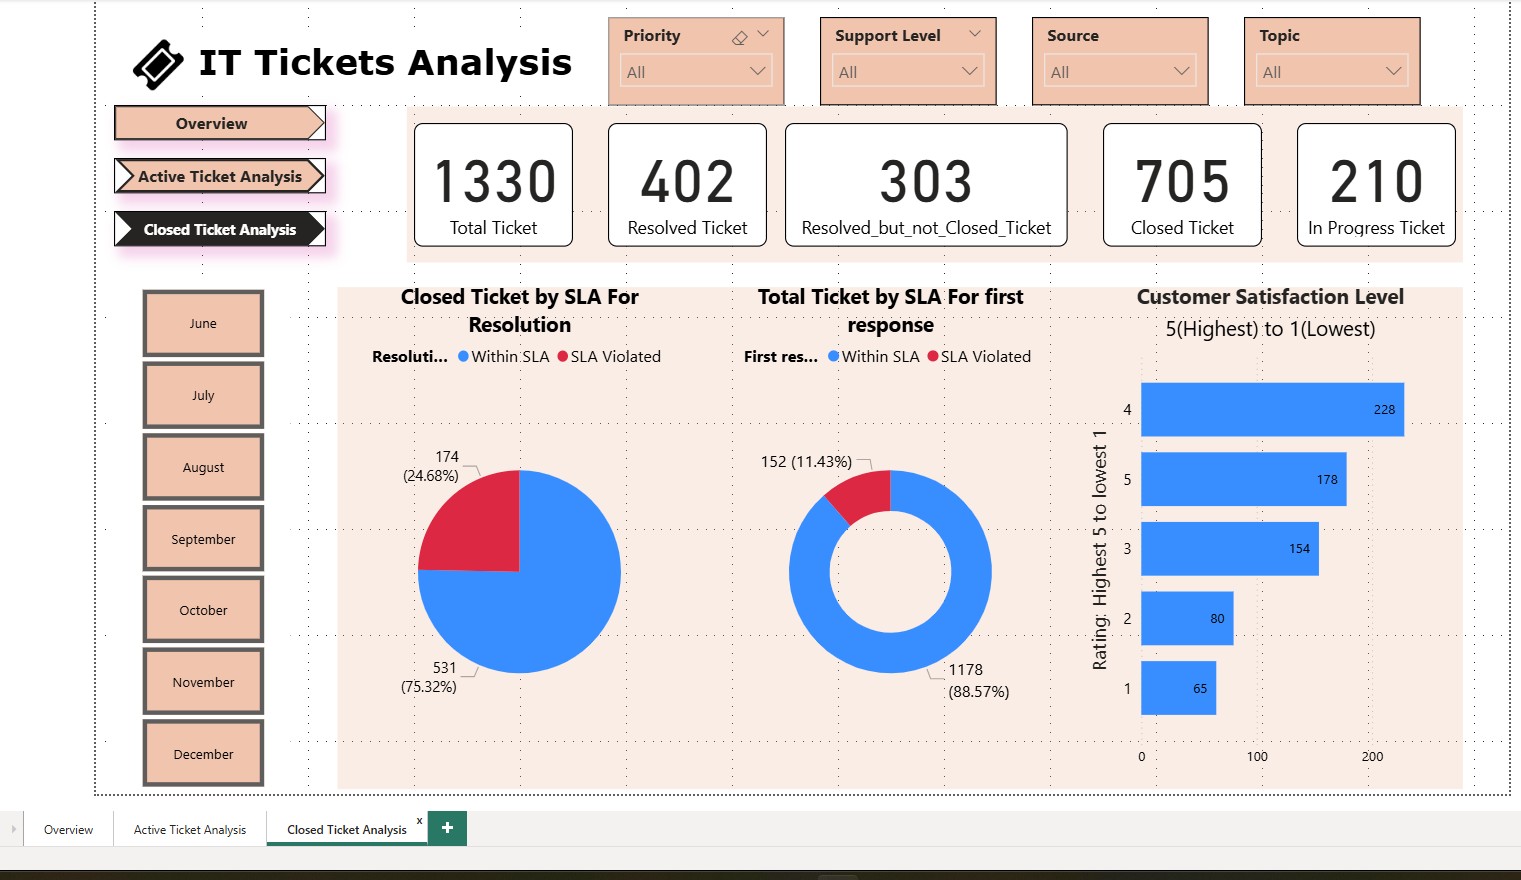 IT Tickets Analysis
Priority
All
Support Level
All
Source
All
Topic
All
Overview
Active Ticket Analysis
Closed Ticket Analysis
1330
Total Ticket
402
Resolved Ticket
303
Resolved_but_not_Closed_Ticket
705
Closed Ticket
210
In Progress Ticket
June
July
August
September
October
November
December
Closed Ticket by SLA For
Resolution
Resoluti... Within SLA SLA Violated
174
(24.68%)
531
(75.32%)
Total Ticket by SLA For first
response
First res... Within SLA SLA Violated
152 (11.43%)
1178
(88.57%)
Customer Satisfaction Level
5(Highest) to 1(Lowest)
Rating: Highest 5 to lowest 1
4 228
5 178
3 154
2 80
1 65
0 100 200
Overview
Active Ticket Analysis
Closed Ticket Analysis x
+